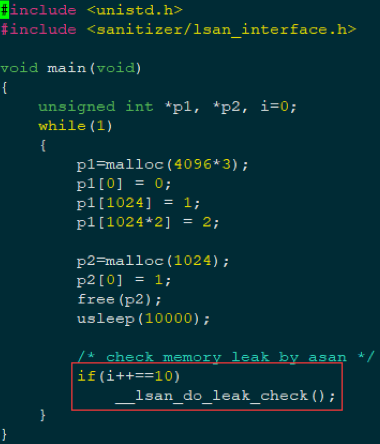 #include <unistd.h>
#include <sanitizer/lsan_interface.h>

void main(void)
{
    unsigned int *p1, *p2, i=0;
    while(1)
    {
        p1=malloc(4096*3);
        p1[0] = 0;
        p1[1024] = 1;
        p1[1024*2] = 2;

        p2=malloc(1024);
        p2[0] = 1;
        free(p2);
        usleep(10000);

        /* check memory leak by asan */
        if(i++==10)
            __lsan_do_leak_check();
    }
}